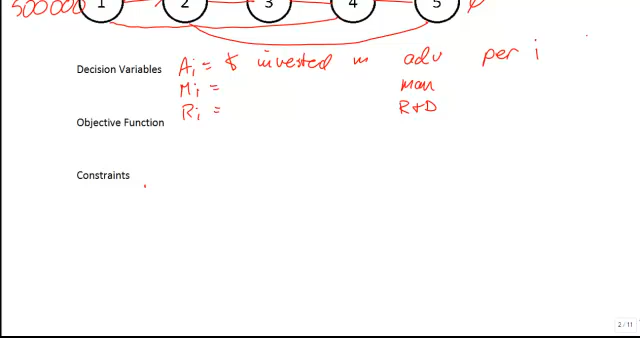 500000 1 2 3 4 5
Decision Variables Ai = $ invested in adv per i
Mi = man
Ri = R+D
Objective Function
Constraints
2 / 11